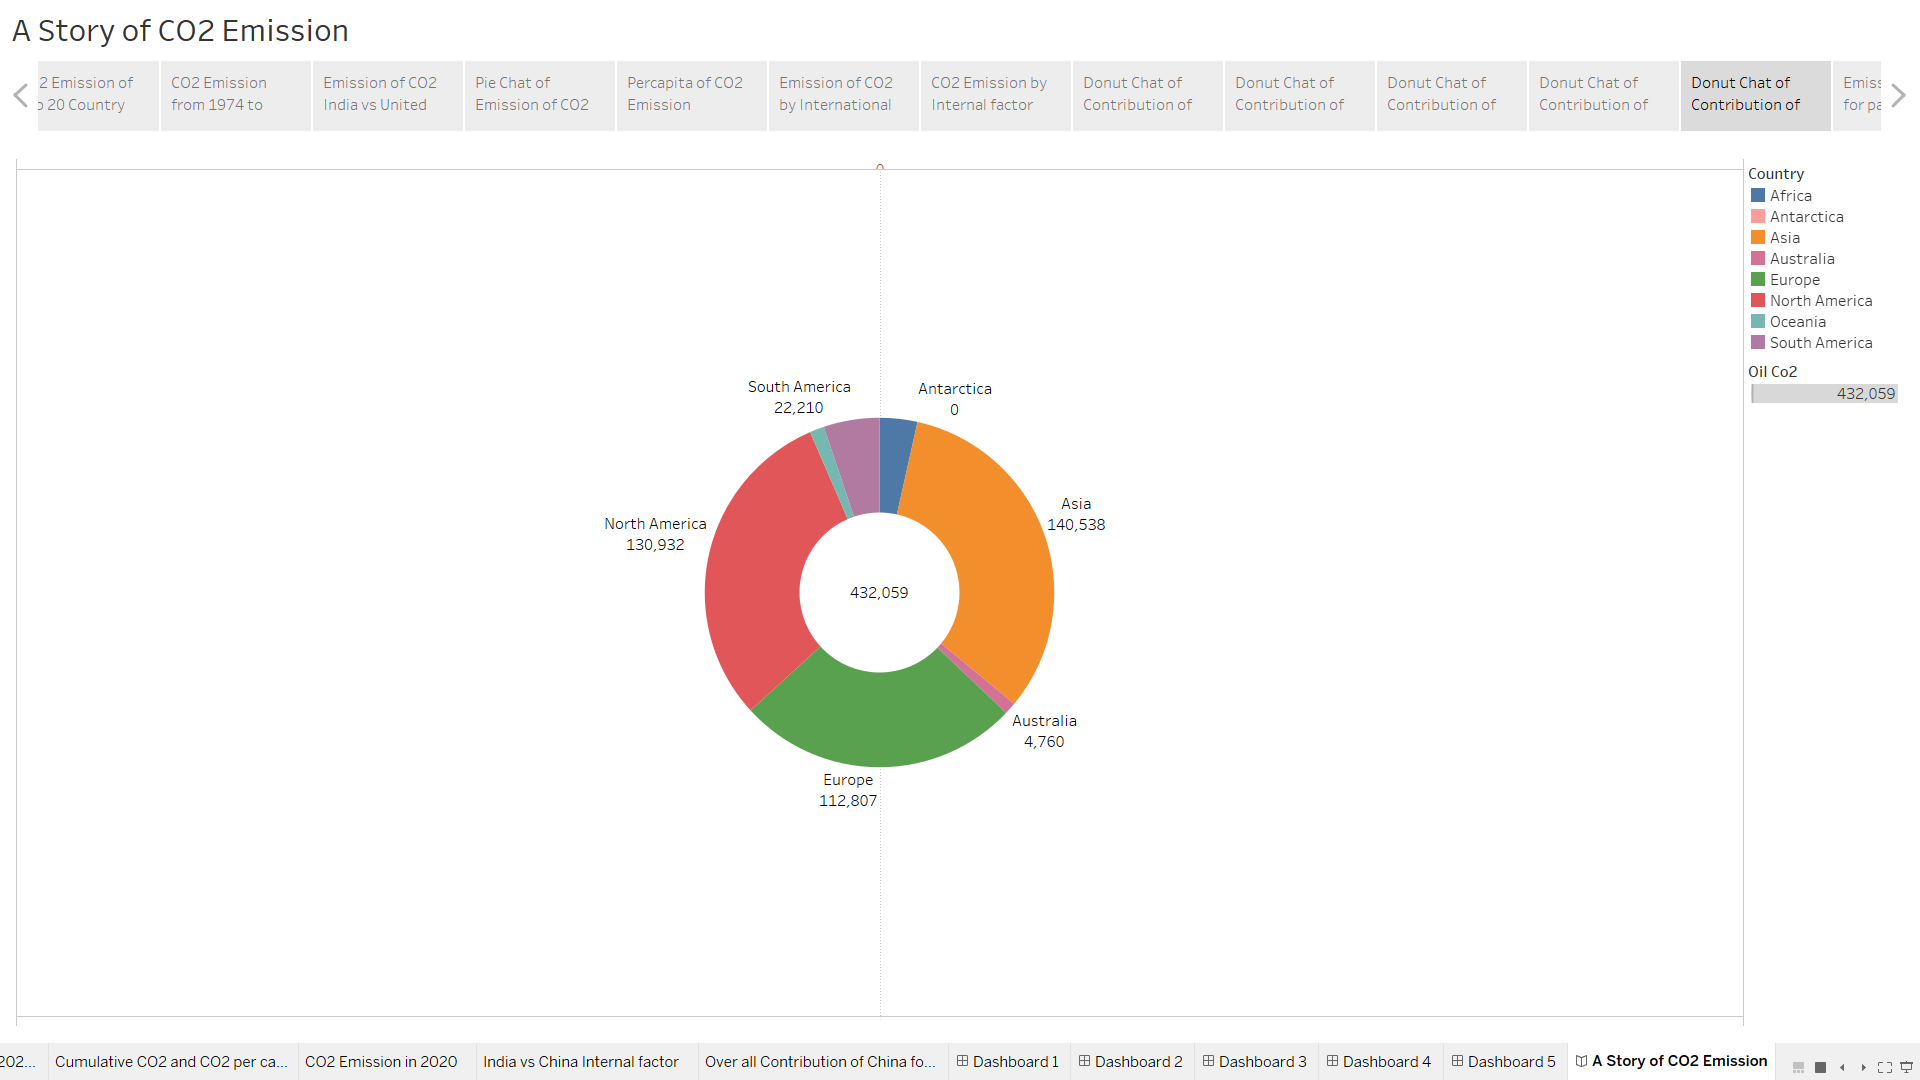 A Story of CO2 Emission
2 Emission of
20 Country
CO2 Emission
from 1974 to
Emission of CO2
India vs United
Pie Chat of
Emission of CO2
Percapita of CO2
Emission
Emission of CO2
by International
CO2 Emission by
Internal factor
Donut Chat of
Contribution of
Donut Chat of
Contribution of
Donut Chat of
Contribution of
Donut Chat of
Contribution of
Donut Chat of
Contribution of
Emiss
for pa
Country
Africa
Antarctica
Asia
Australia
Europe
North America
Oceania
South America
Oil Co2
432,059
South America
22,210
Antarctica
0
Asia
140,538
North America
130,932
432,059
Australia
4,760
Europe
112,807
202...
Cumulative CO2 and CO2 per ca...
CO2 Emission in 2020
India vs China Internal factor
Over all Contribution of China fo...
Dashboard 1
Dashboard 2
Dashboard 3
Dashboard 4
Dashboard 5
A Story of CO2 Emission